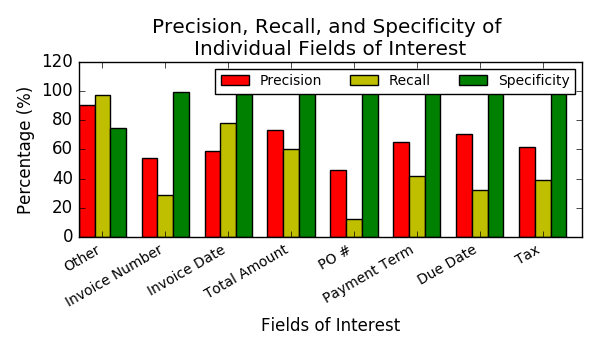 Precision, Recall, and Specificity of
Individual Fields of Interest
Precision Recall Specificity
Percentage (%)
120
100
80
60
40
20
0
Other
Invoice Number
Invoice Date
Total Amount
PO #
Payment Term
Due Date
Tax
Fields of Interest